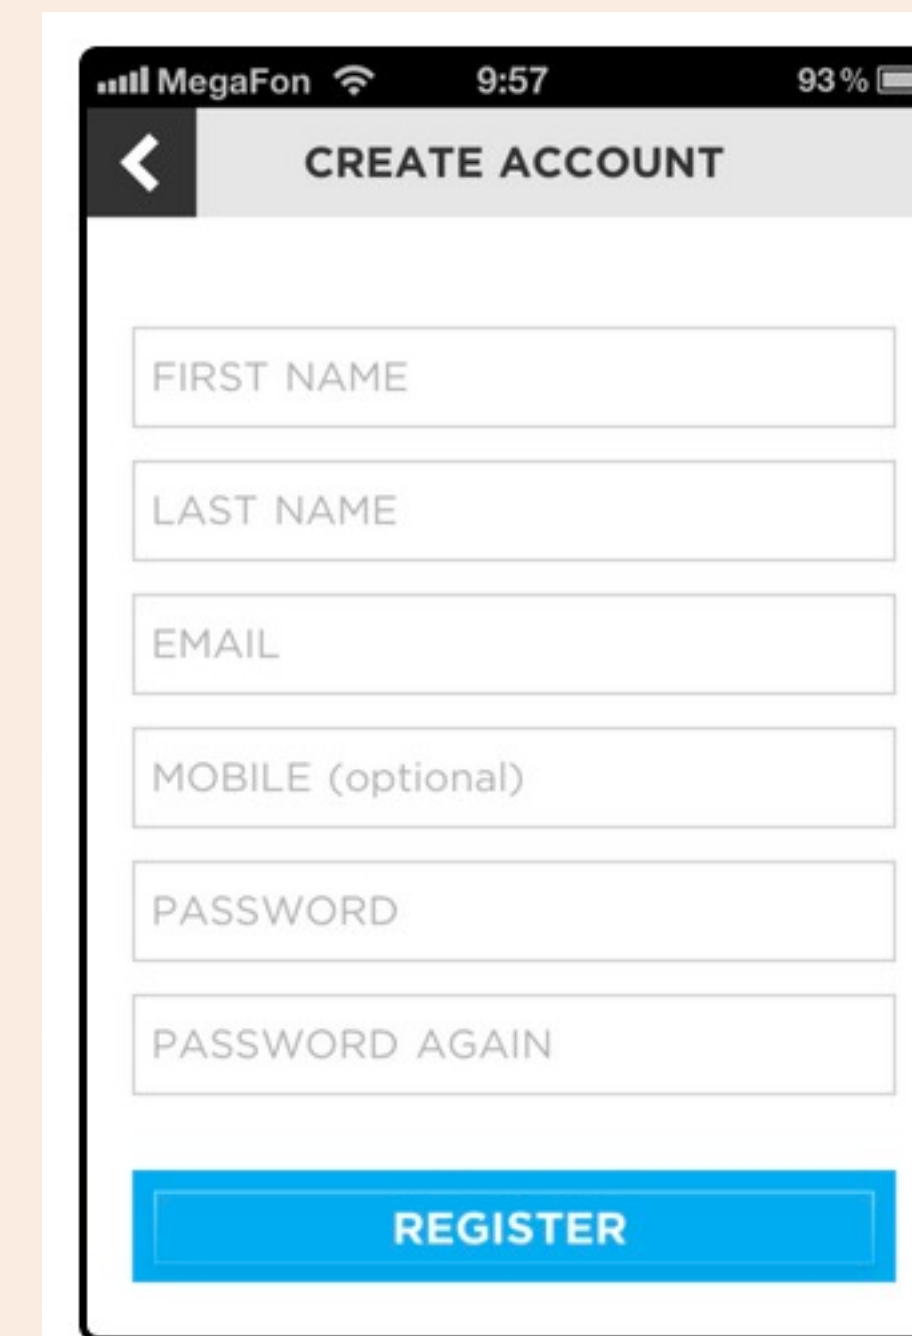 MegaFon 9:57 93%
CREATE ACCOUNT
FIRST NAME
LAST NAME
EMAIL
MOBILE (optional)
PASSWORD
PASSWORD AGAIN
REGISTER